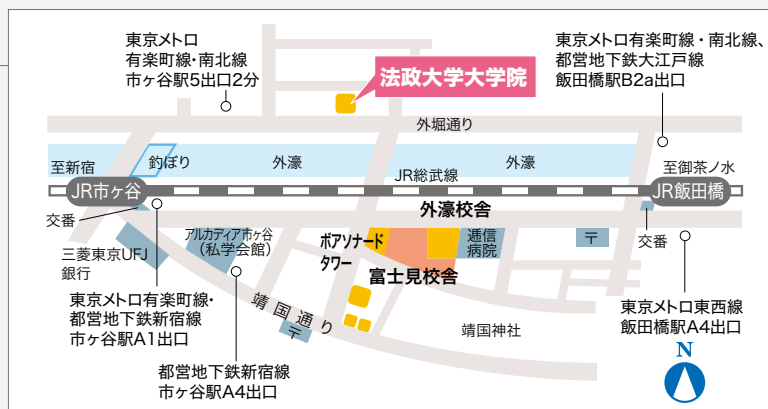 東京メトロ
有楽町線・南北線
市ヶ谷駅5出口2分
法政大学大学院
東京メトロ有楽町線・南北線、
都営地下鉄大江戸線
飯田橋駅B2a出口
外堀通り
至新宿
釣ぼり
外濠
外濠
至御茶ノ水
JR総武線
JR市ヶ谷
JR飯田橋
外濠校舎
交番
アルカディア市ヶ谷
（私学会館）
ボアソナード
タワー
通信
病院
〒
交番
三菱東京UFJ
銀行
富士見校舎
東京メトロ有楽町線・
都営地下鉄新宿線
市ヶ谷駅A1出口
靖国通り
〒
靖国神社
東京メトロ東西線
飯田橋駅A4出口
都営地下鉄新宿線
市ヶ谷駅A4出口
N